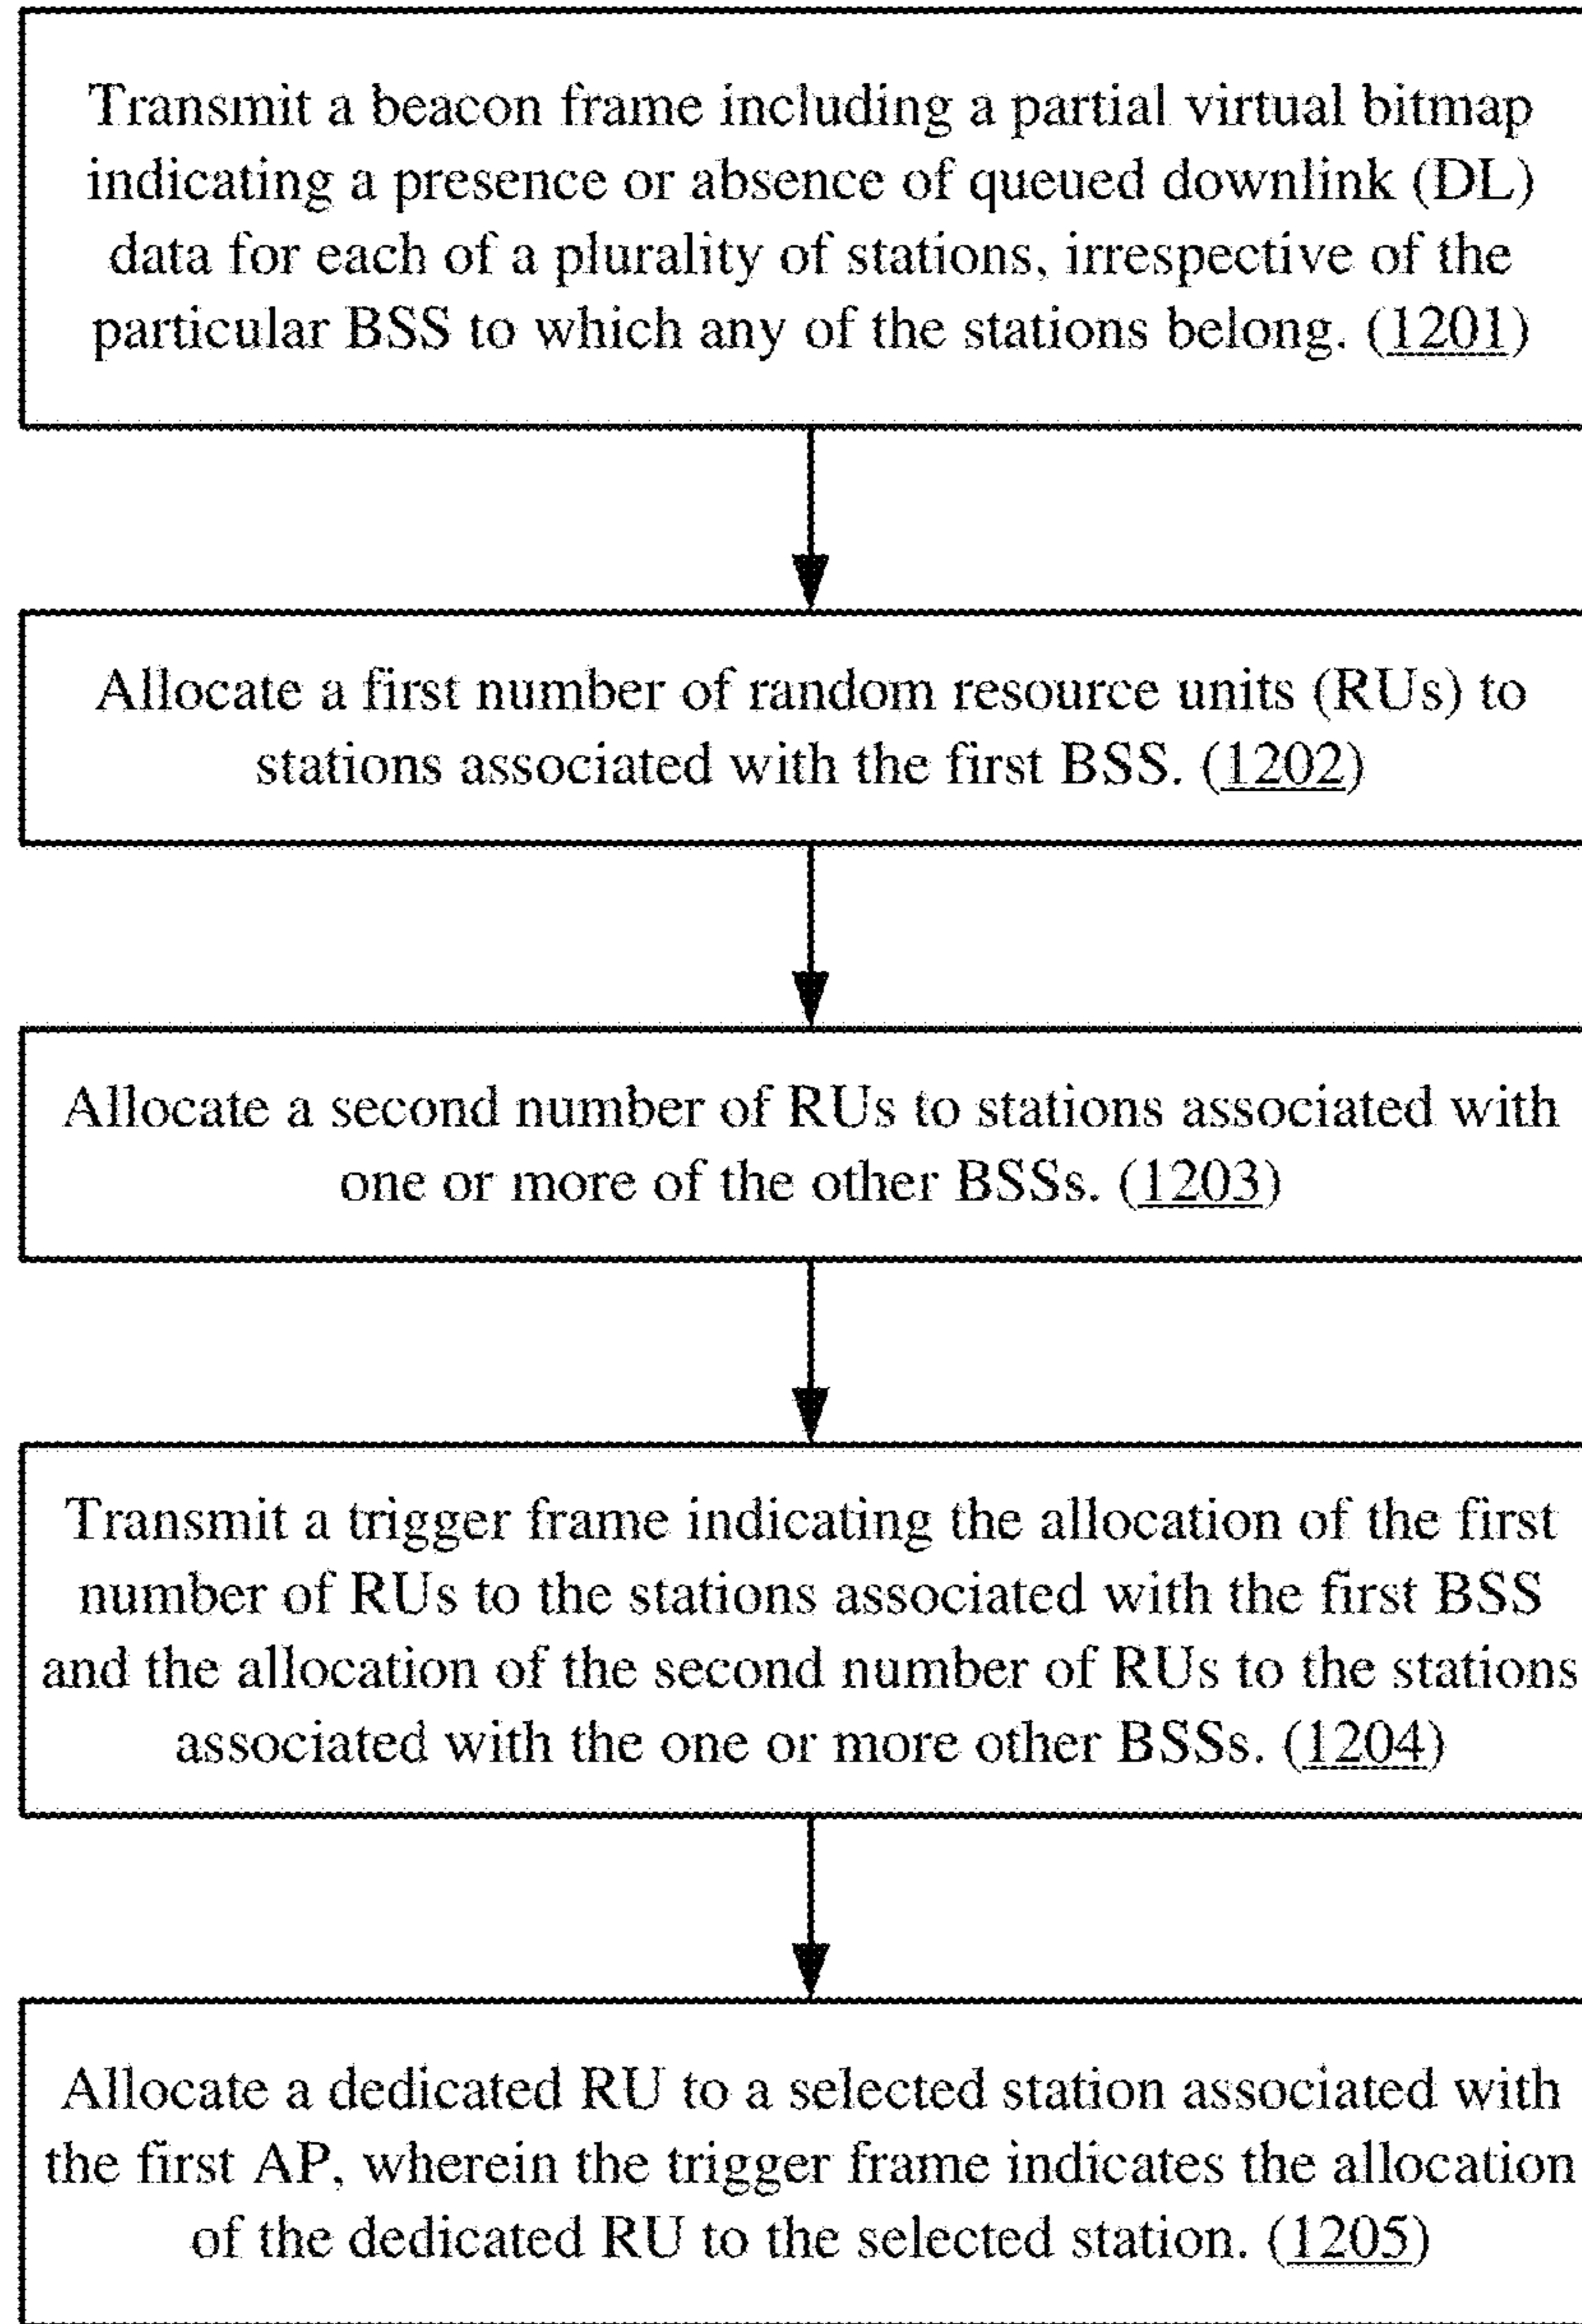 Transmit a beacon frame including a partial virtual bitmap
indicating a presence or absence of queued downlink (DL)
data for each of a plurality of stations, irrespective of the
particular BSS to which any of the stations belong. (1201)
Allocate a first number of random resource units (RUs) to
stations associated with the first BSS. (1202)
Allocate a second number of RUs to stations associated with
one or more of the other BSSs. (1203)
Transmit a trigger frame indicating the allocation of the first
number of RUs to the stations associated with the first BSS
and the allocation of the second number of RUs to the stations
associated with the one or more other BSSs. (1204)
Allocate a dedicated RU to a selected station associated with
the first AP, wherein the trigger frame indicates the allocation
of the dedicated RU to the selected station. (1205)